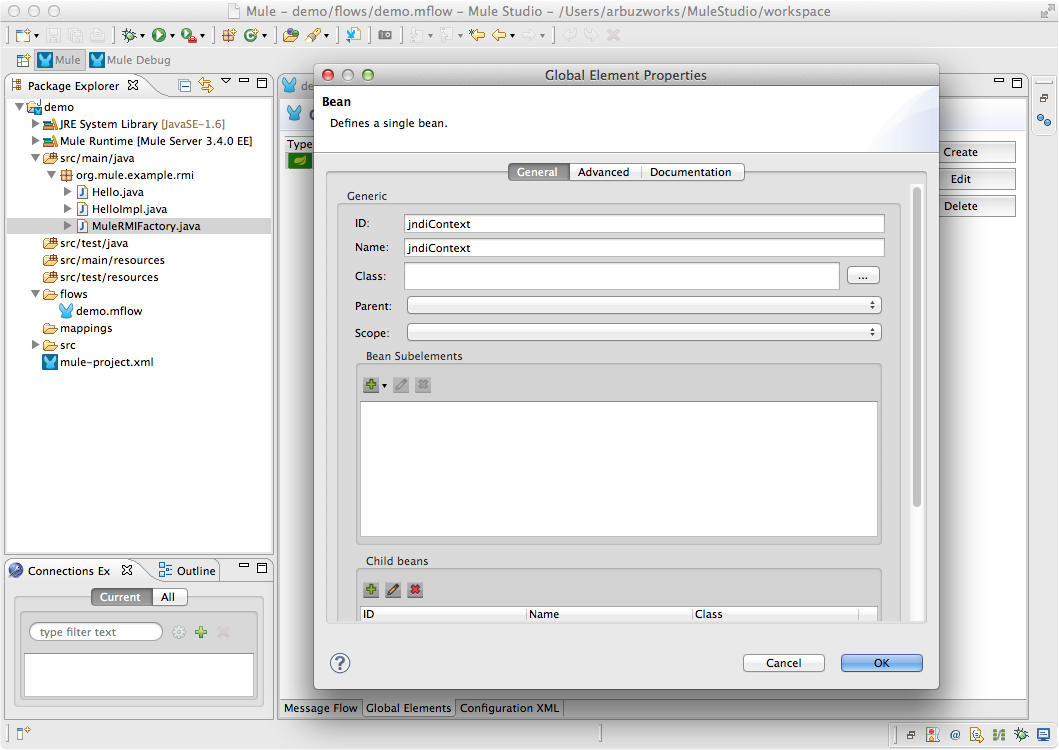 Mule – demo/flows/demo.mflow – Mule Studio – /Users/arbuzworks/MuleStudio/workspace
Mule
Mule Debug
Package Explorer
demo
JRE System Library [JavaSE-1.6]
Mule Runtime [Mule Server 3.4.0 EE]
src/main/java
org.mule.example.rmi
Hello.java
HelloImpl.java
MuleRMIFactory.java
src/test/java
src/main/resources
src/test/resources
flows
demo.mflow
mappings
src
mule-project.xml
Connections Ex
Outline
Current
All
type filter text
de
Type
Create
Edit
Delete
Global Element Properties
Bean
Defines a single bean.
General
Advanced
Documentation
Generic
ID:
jndiContext
Name:
jndiContext
Class:
...
Parent:
Scope:
Bean Subelements
Child beans
ID
Name
Class
?
Cancel
OK
Message Flow
Global Elements
Configuration XML